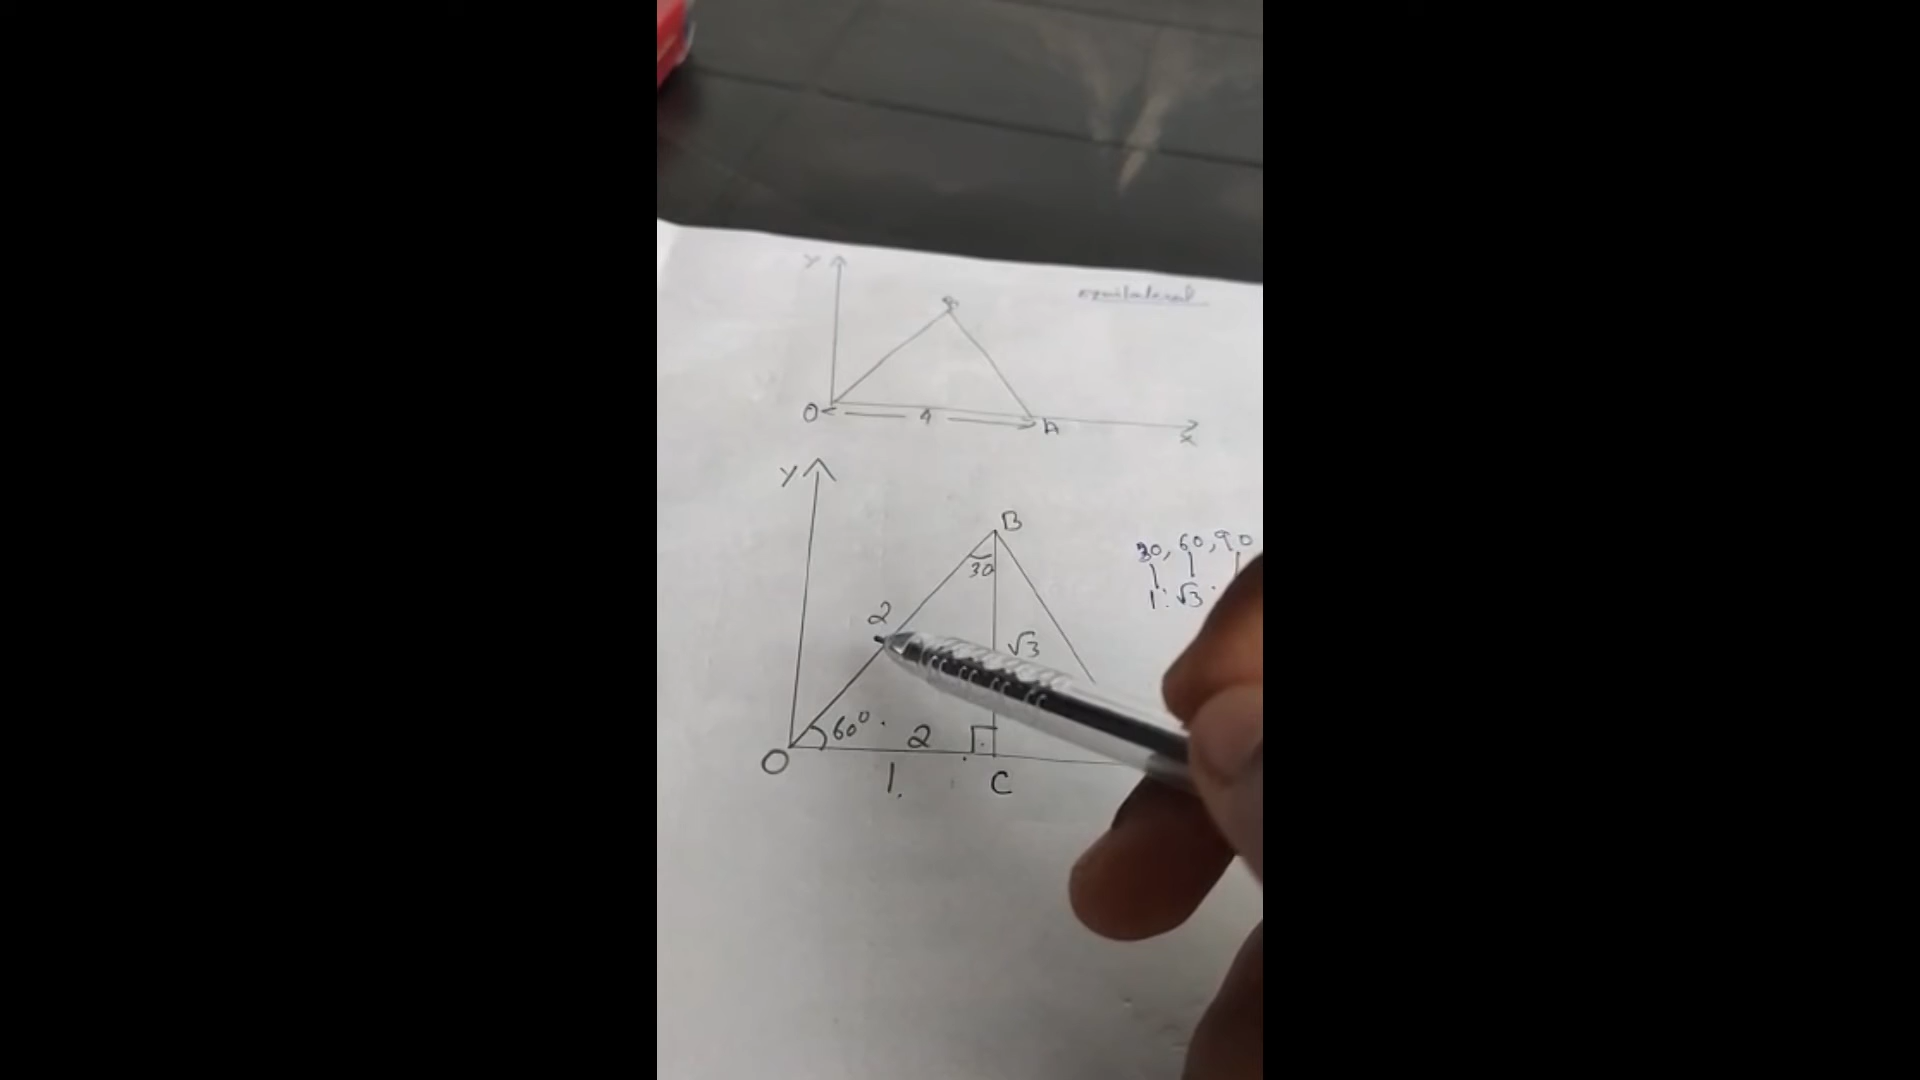 Y
equilateral
B
O
4
A
x
Y
B
30, 60, 90
30
1: √3
2
√3
60°
2
O
1.
C